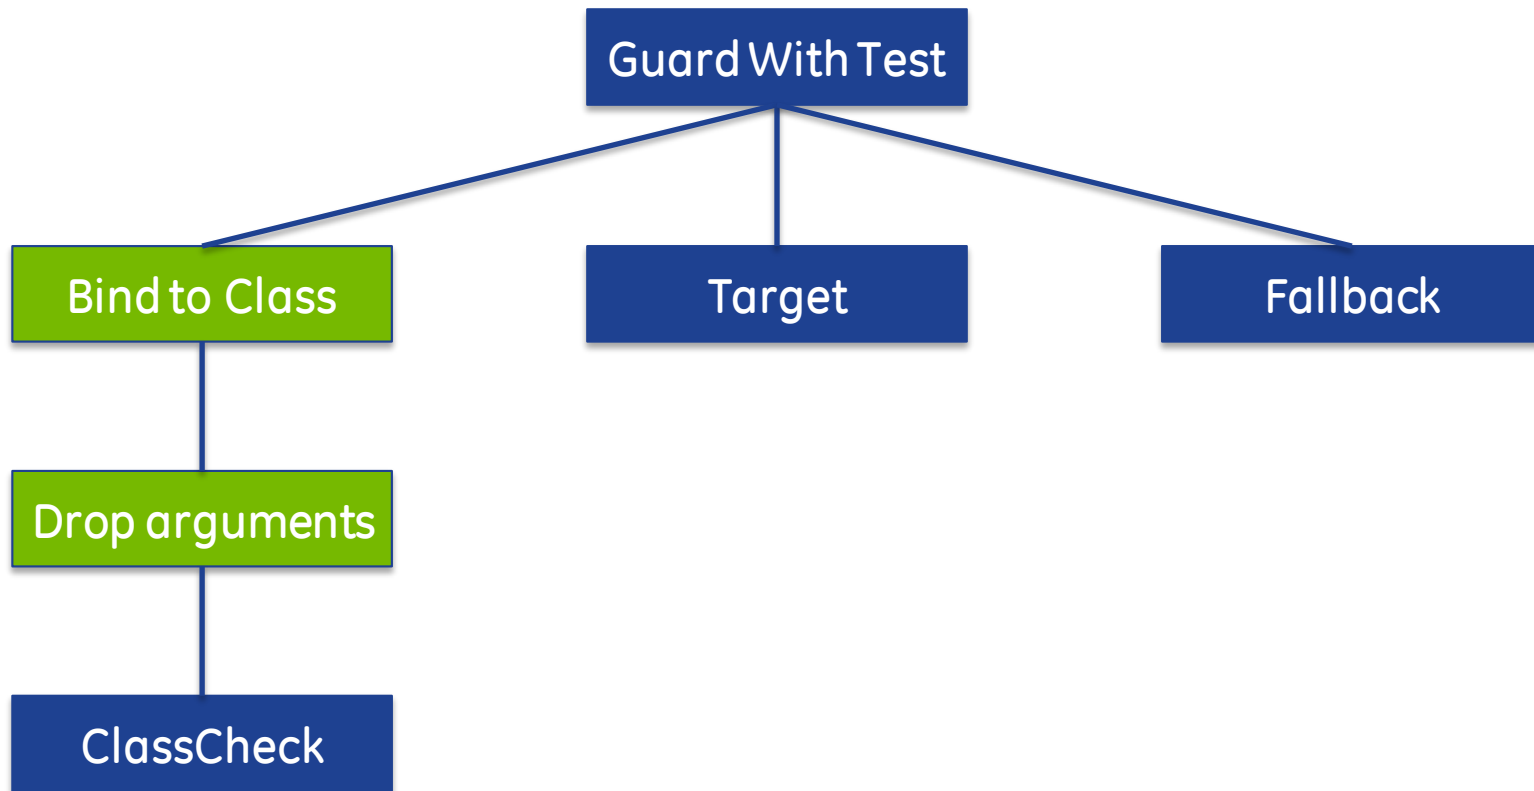 Guard With Test
Bind to Class
Target
Fallback
Drop arguments
ClassCheck